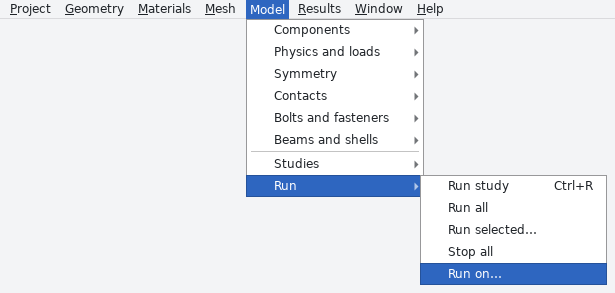 Project Geometry Materials Mesh Model Results Window Help
Components
Physics and loads
Symmetry
Contacts
Bolts and fasteners
Beams and shells
Studies
Run
Run study Ctrl+R
Run all
Run selected...
Stop all
Run on...